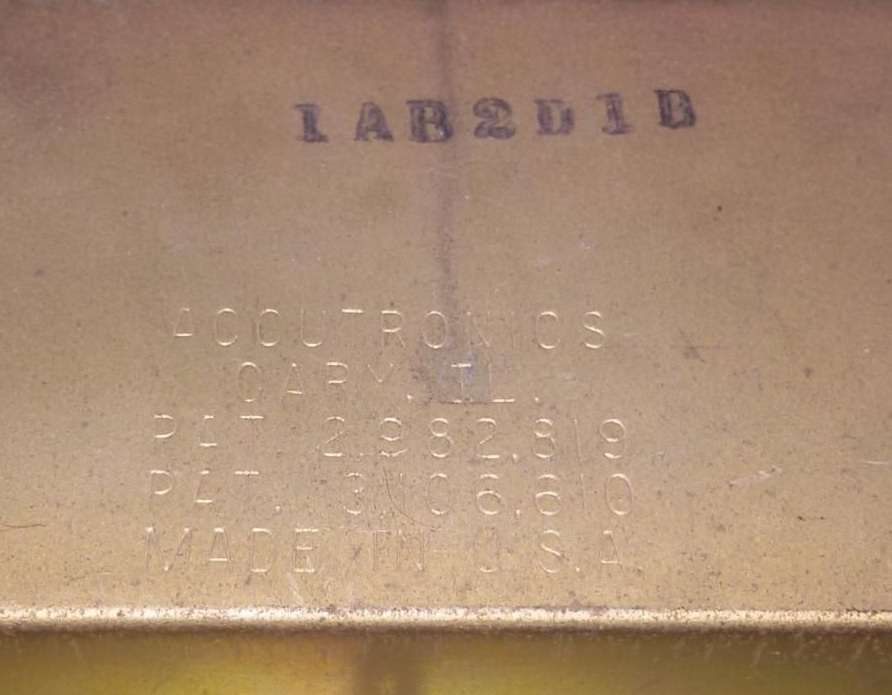 1AB2D1B
ACCUTRONICS
CARY, IL.
PAT. 2,982,819
PAT. 3,106,610
MADE IN U.S.A.